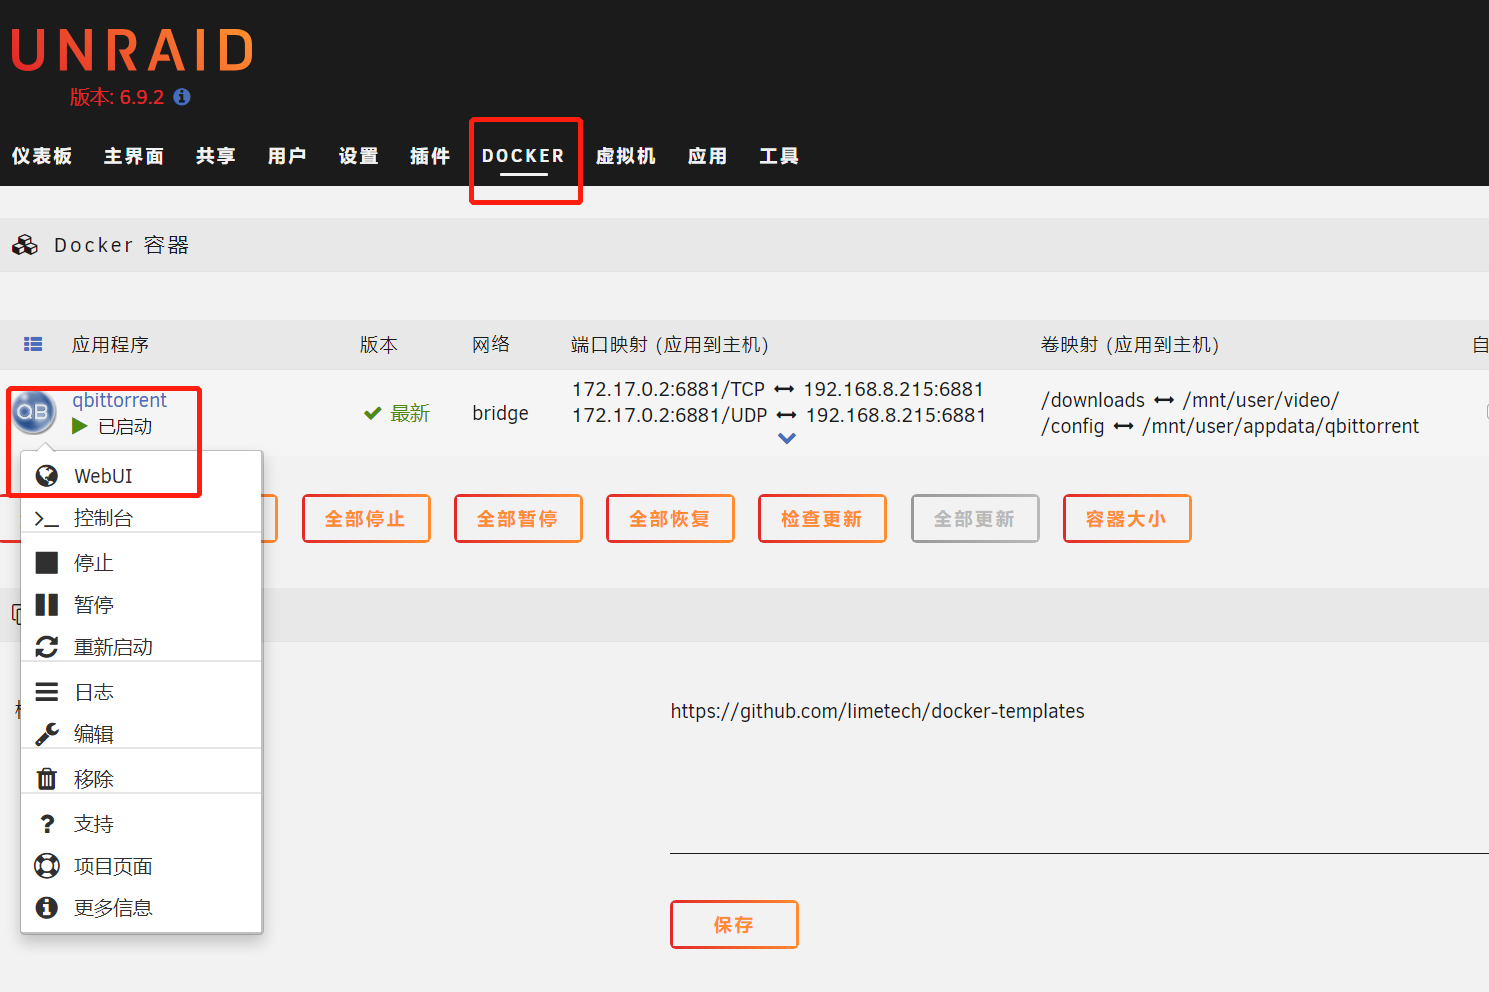 UNRAID
版本: 6.9.2
仪表板 主界面 共享 用户 设置 插件 DOCKER 虚拟机 应用 工具
Docker 容器
应用程序 版本 网络 端口映射 (应用到主机) 卷映射 (应用到主机) 自
QB qbittorrent
已启动
最新
bridge
172.17.0.2:6881/TCP ↔ 192.168.8.215:6881
172.17.0.2:6881/UDP ↔ 192.168.8.215:6881
/downloads ↔ /mnt/user/video/
/config ↔ /mnt/user/appdata/qbittorrent
WebUI
控制台
停止
暂停
重新启动
日志
编辑
移除
支持
项目页面
更多信息
全部停止 全部暂停 全部恢复 检查更新 全部更新 容器大小
https://github.com/limetech/docker-templates
保存